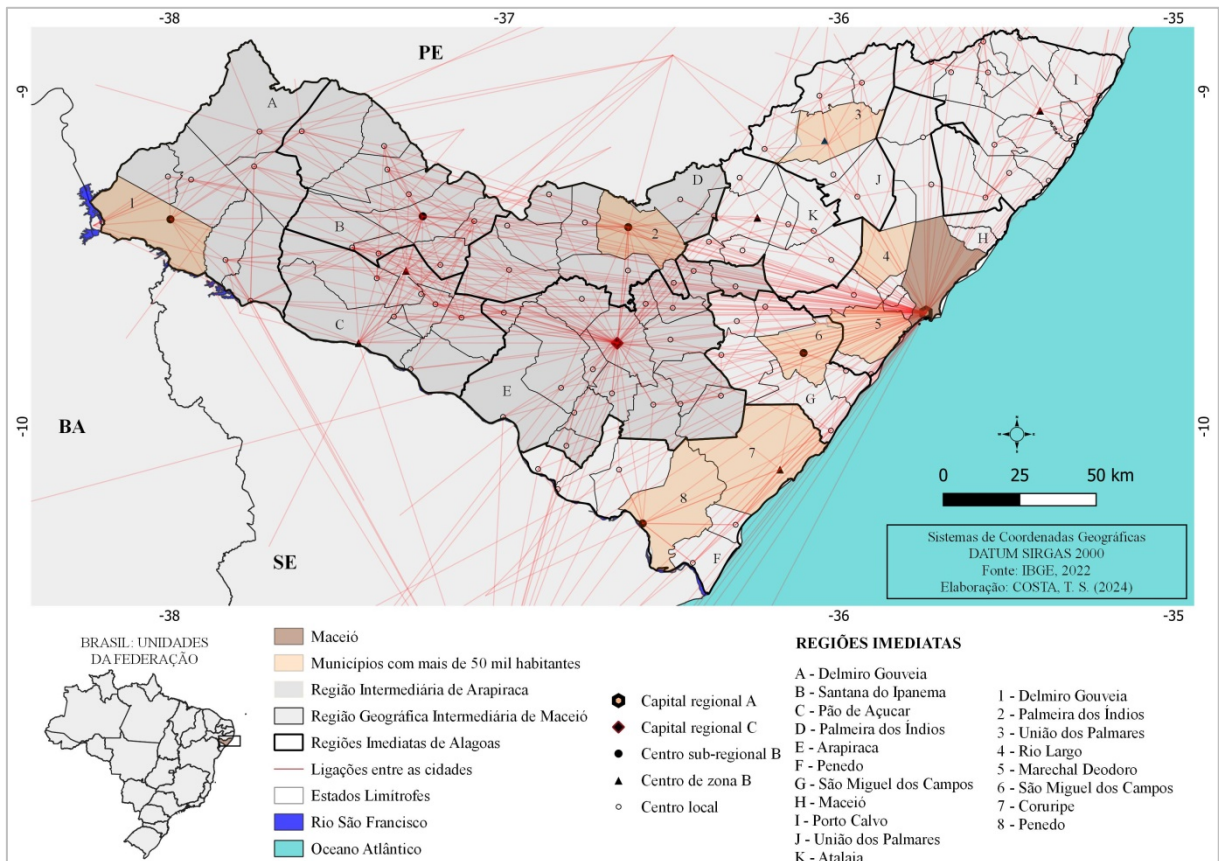 -38
-37
-36
-35
PE
-9
-9
A
I
3
D
J
1
B
2
K
H
4
C
5
6
E
G
BA
-10
-10
7
8
0 25 50 km
F
SE
Sistemas de Coordenadas Geográficas
DATUM SIRGAS 2000
Fonte: IBGE, 2022
Elaboração: COSTA, T. S. (2024)
-38
-36
-35
BRASIL: UNIDADES
DA FEDERAÇÃO
Maceió
Municípios com mais de 50 mil habitantes
Região Intermediária de Arapiraca
Região Geográfica Intermediária de Maceió
Regiões Imediatas de Alagoas
Ligações entre as cidades
Estados Limítrofes
Rio São Francisco
Oceano Atlântico
Capital regional A
Capital regional C
Centro sub-regional B
Centro de zona B
Centro local
REGIÕES IMEDIATAS
A - Delmiro Gouveia
B - Santana do Ipanema
C - Pão de Açucar
D - Palmeira dos Índios
E - Arapiraca
F - Penedo
G - São Miguel dos Campos
H - Maceió
I - Porto Calvo
J - União dos Palmares
K - Atalaia
1 - Delmiro Gouveia
2 - Palmeira dos Índios
3 - União dos Palmares
4 - Rio Largo
5 - Marechal Deodoro
6 - São Miguel dos Campos
7 - Coruripe
8 - Penedo